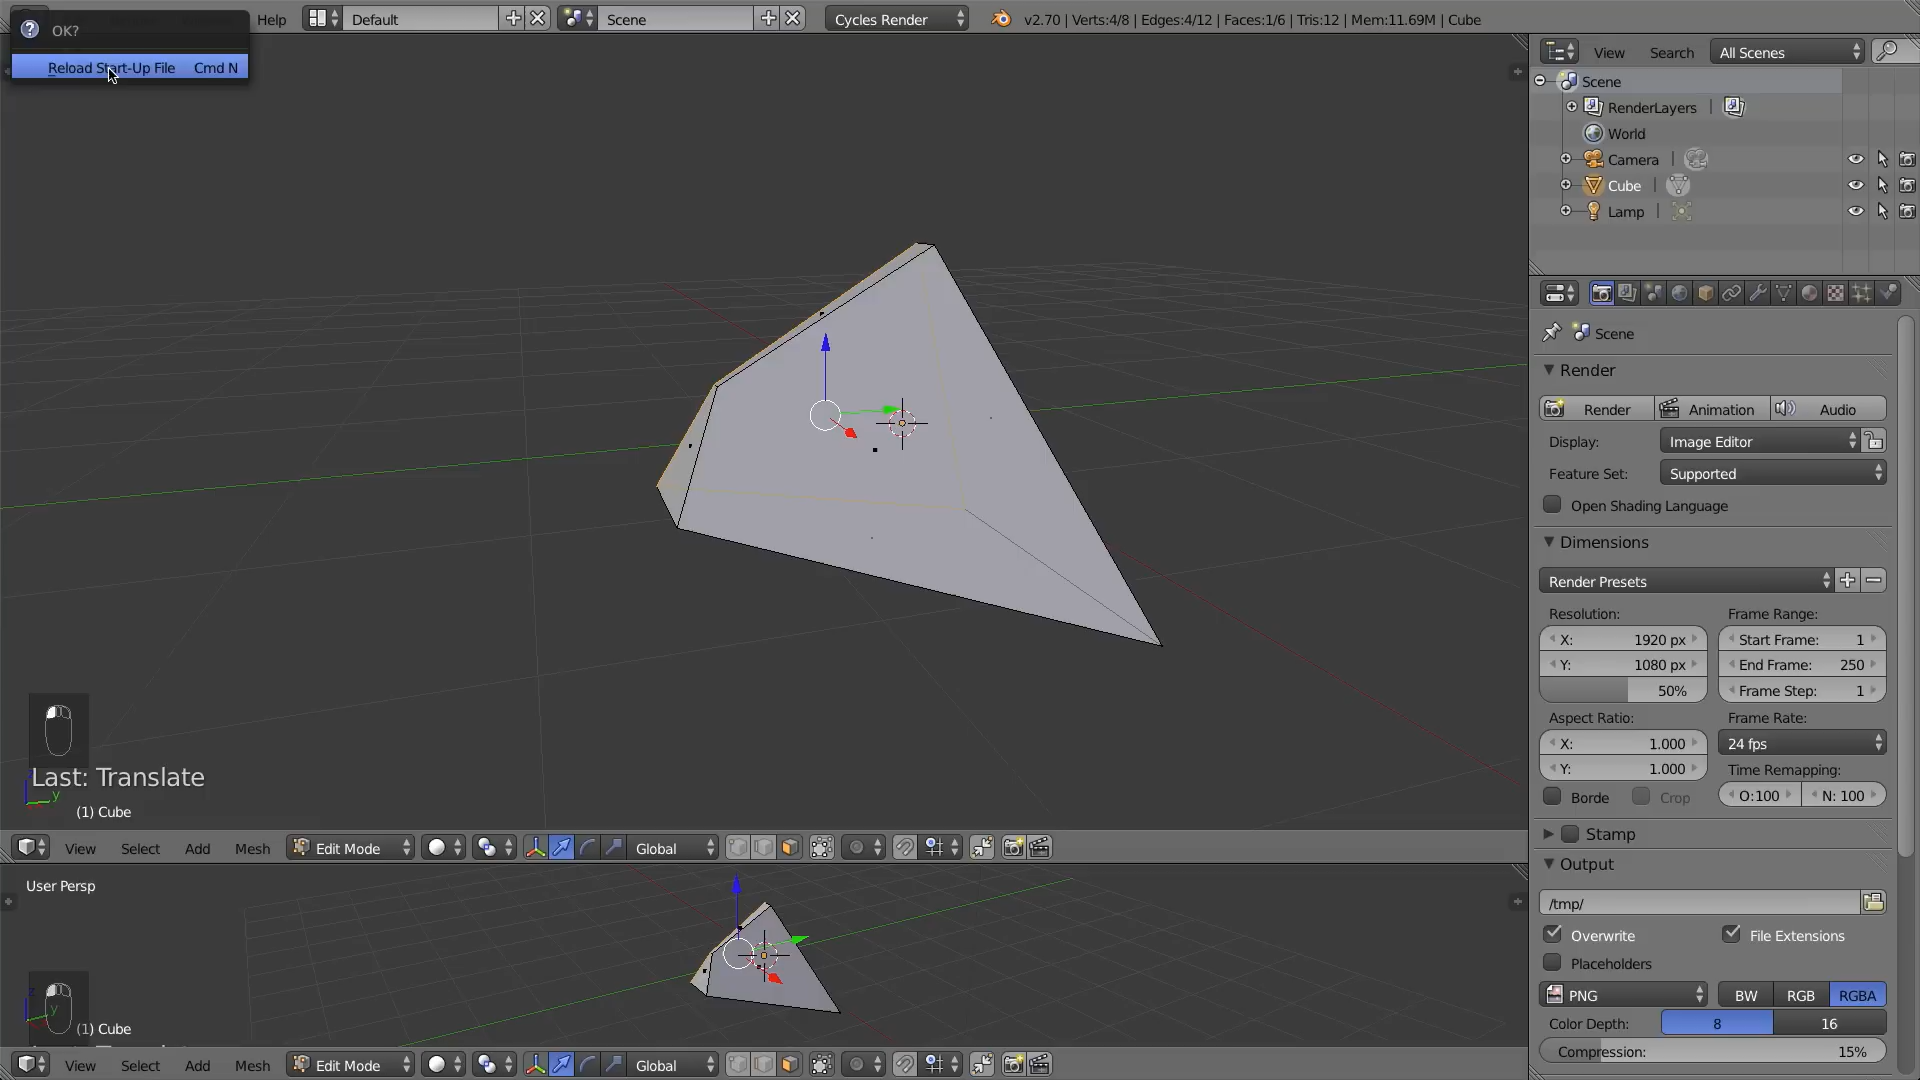 OK?
Reload Start-Up File Cmd N
Help
Default
Scene
Cycles Render
v2.70 | Verts:4/8 | Edges:4/12 | Faces:1/6 | Tris:12 | Mem:11.69M | Cube
View
Search
All Scenes
Scene
RenderLayers
World
Camera
Cube
Lamp
Scene
Render
Render
Animation
Audio
Display:
Image Editor
Feature Set:
Supported
Open Shading Language
Dimensions
Render Presets
Resolution:
Frame Range:
X: 1920 px
Start Frame: 1
Y: 1080 px
End Frame: 250
50%
Frame Step: 1
Aspect Ratio:
Frame Rate:
X: 1.000
24 fps
Y: 1.000
Time Remapping:
Borde
Crop
O:100
N: 100
Stamp
Output
/tmp/
Overwrite
File Extensions
Placeholders
PNG
BW
RGB
RGBA
Color Depth:
8
16
Compression: 15%
Last: Translate
y
(1) Cube
View
Select
Add
Mesh
Edit Mode
Global
User Persp
z
y
(1) Cube
View
Select
Add
Mesh
Edit Mode
Global